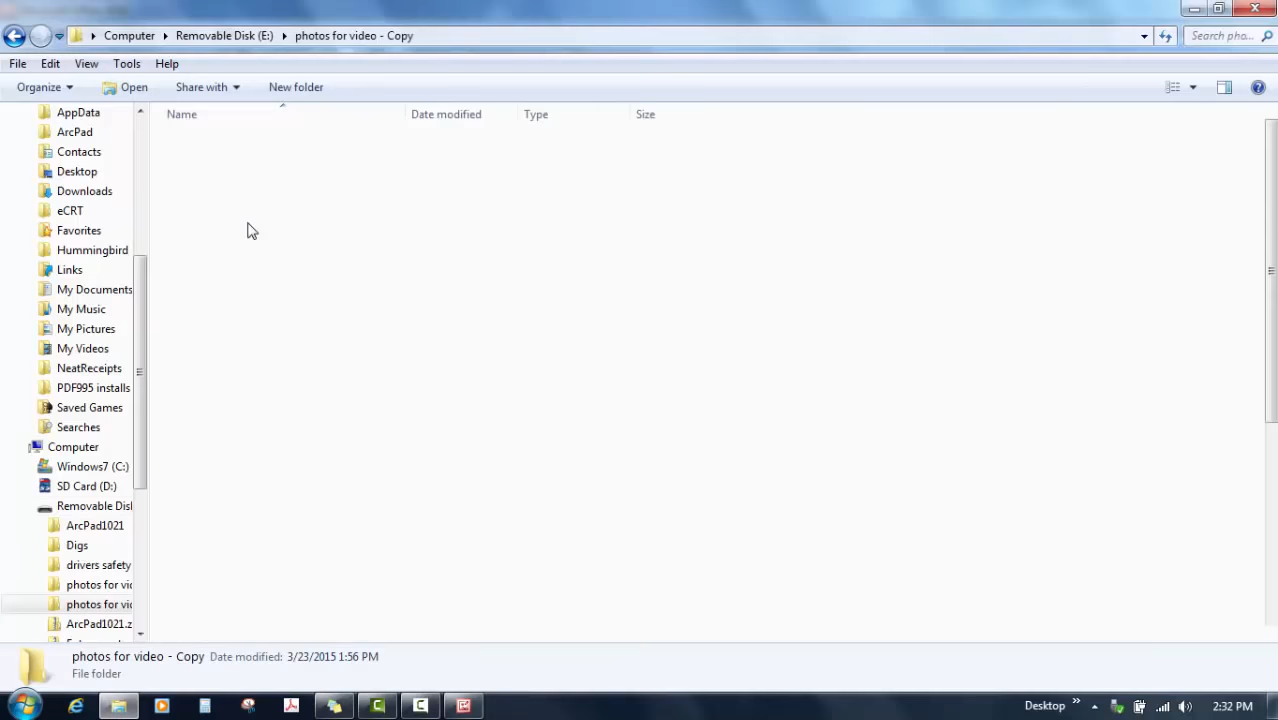 Computer Removable Disk (E:) photos for video - Copy
Search pho...
File Edit View Tools Help
Organize Open Share with New folder
Name Date modified Type Size
AppData
ArcPad
Contacts
Desktop
Downloads
eCRT
Favorites
Hummingbird
Links
My Documents
My Music
My Pictures
My Videos
NeatReceipts
PDF995 installs
Saved Games
Searches
Computer
Windows7 (C:)
SD Card (D:)
Removable Disk
ArcPad1021
Digs
drivers safety
photos for vid
photos for vid
ArcPad1021.z
photos for video - Copy Date modified: 3/23/2015 1:56 PM
File folder
Desktop 2:32 PM